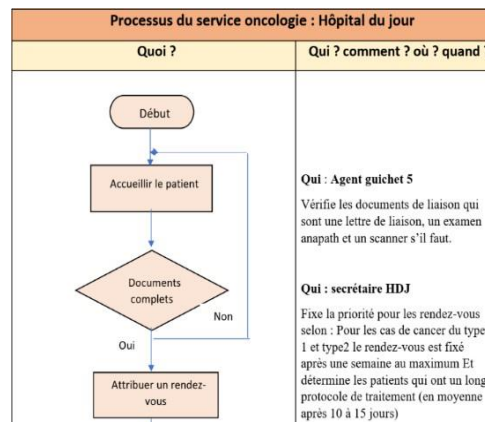 Processus du service oncologie : Hôpital du jour
Quoi ?
Qui ? comment ? où ? quand ?
Début
Accueillir le patient
Documents
complets
Non
Oui
Attribuer un rendez-
vous
Qui : Agent guichet 5
Vérifie les documents de liaison qui
sont une lettre de liaison, un examen
anapath et un scanner s’il faut.
Qui : secrétaire HDJ
Fixe la priorité pour les rendez-vous
selon : Pour les cas de cancer du type
1 et type2 le rendez-vous est fixé
après une semaine au maximum Et
détermine les patients qui ont un long
protocole de traitement (en moyenne
après 10 à 15 jours)